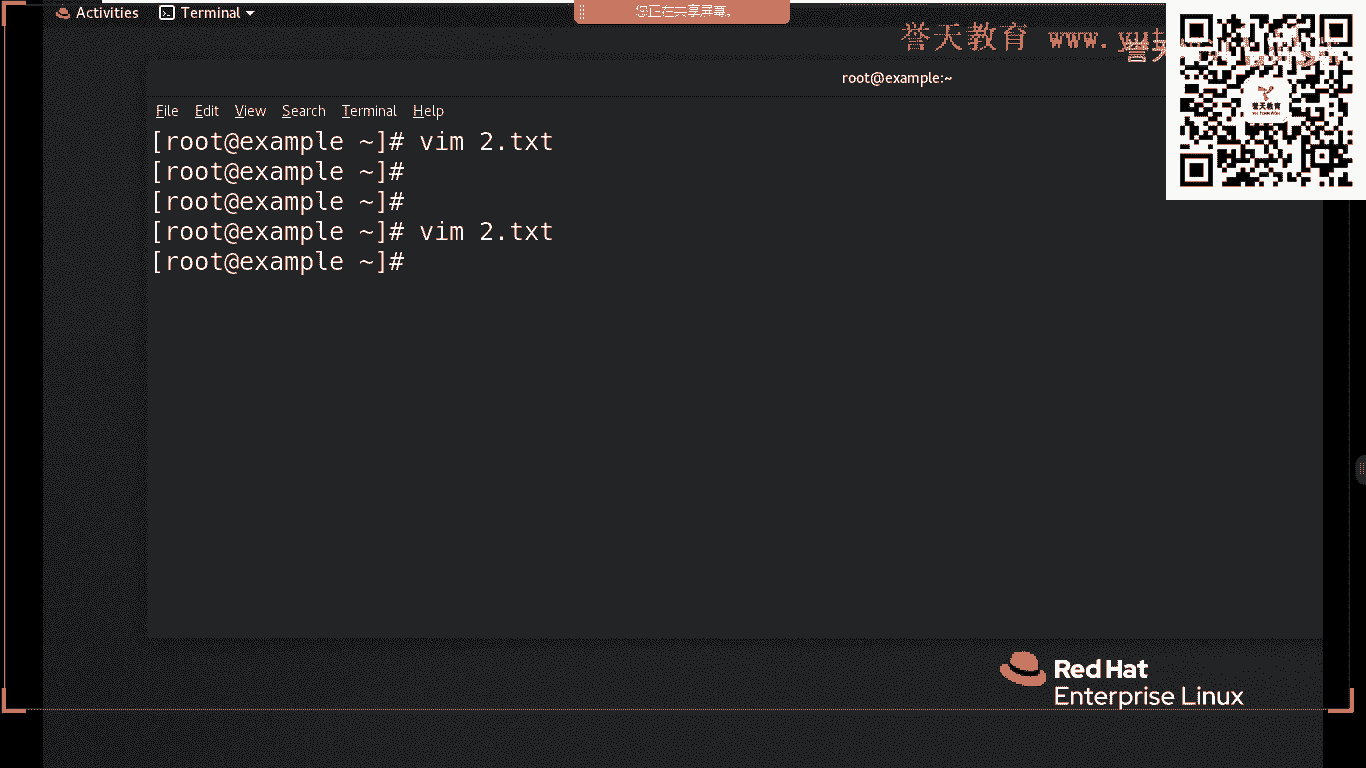 Activities Terminal
您正在共享屏幕。
誉天教育 www.yut
root@example:~
誉天教育
File Edit View Search Terminal Help
[root@example ~]# vim 2.txt
[root@example ~]#
[root@example ~]#
[root@example ~]# vim 2.txt
[root@example ~]#
Red Hat
Enterprise Linux